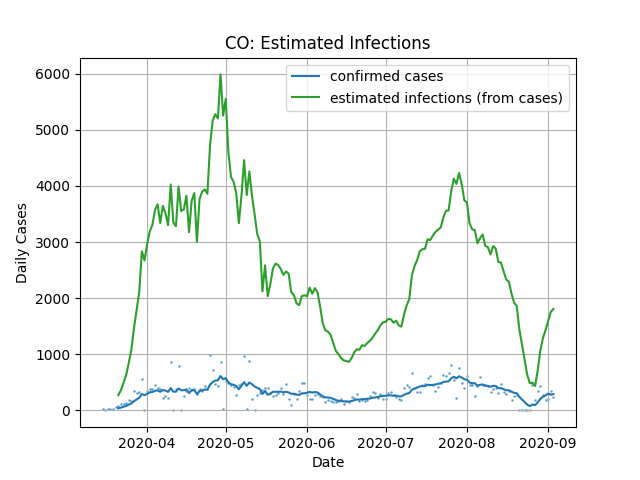 CO: Estimated Infections
confirmed cases
estimated infections (from cases)
Daily Cases
6000
5000
4000
3000
2000
1000
0
2020-04 2020-05 2020-06 2020-07 2020-08 2020-09
Date